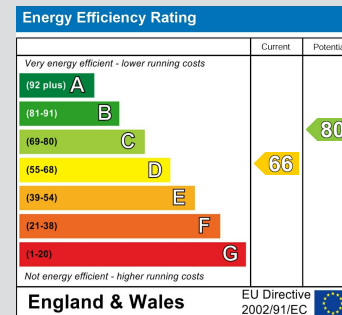 Energy Efficiency Rating
Current
Very energy efficient - lower running costs
(92 plus) A
(81-91) B
(69-80) C
(55-68) D
(39-54) E
(21-38) F
(1-20) G
66
80
Not energy efficient - higher running costs
England & Wales
EU Directive
2002/91/EC